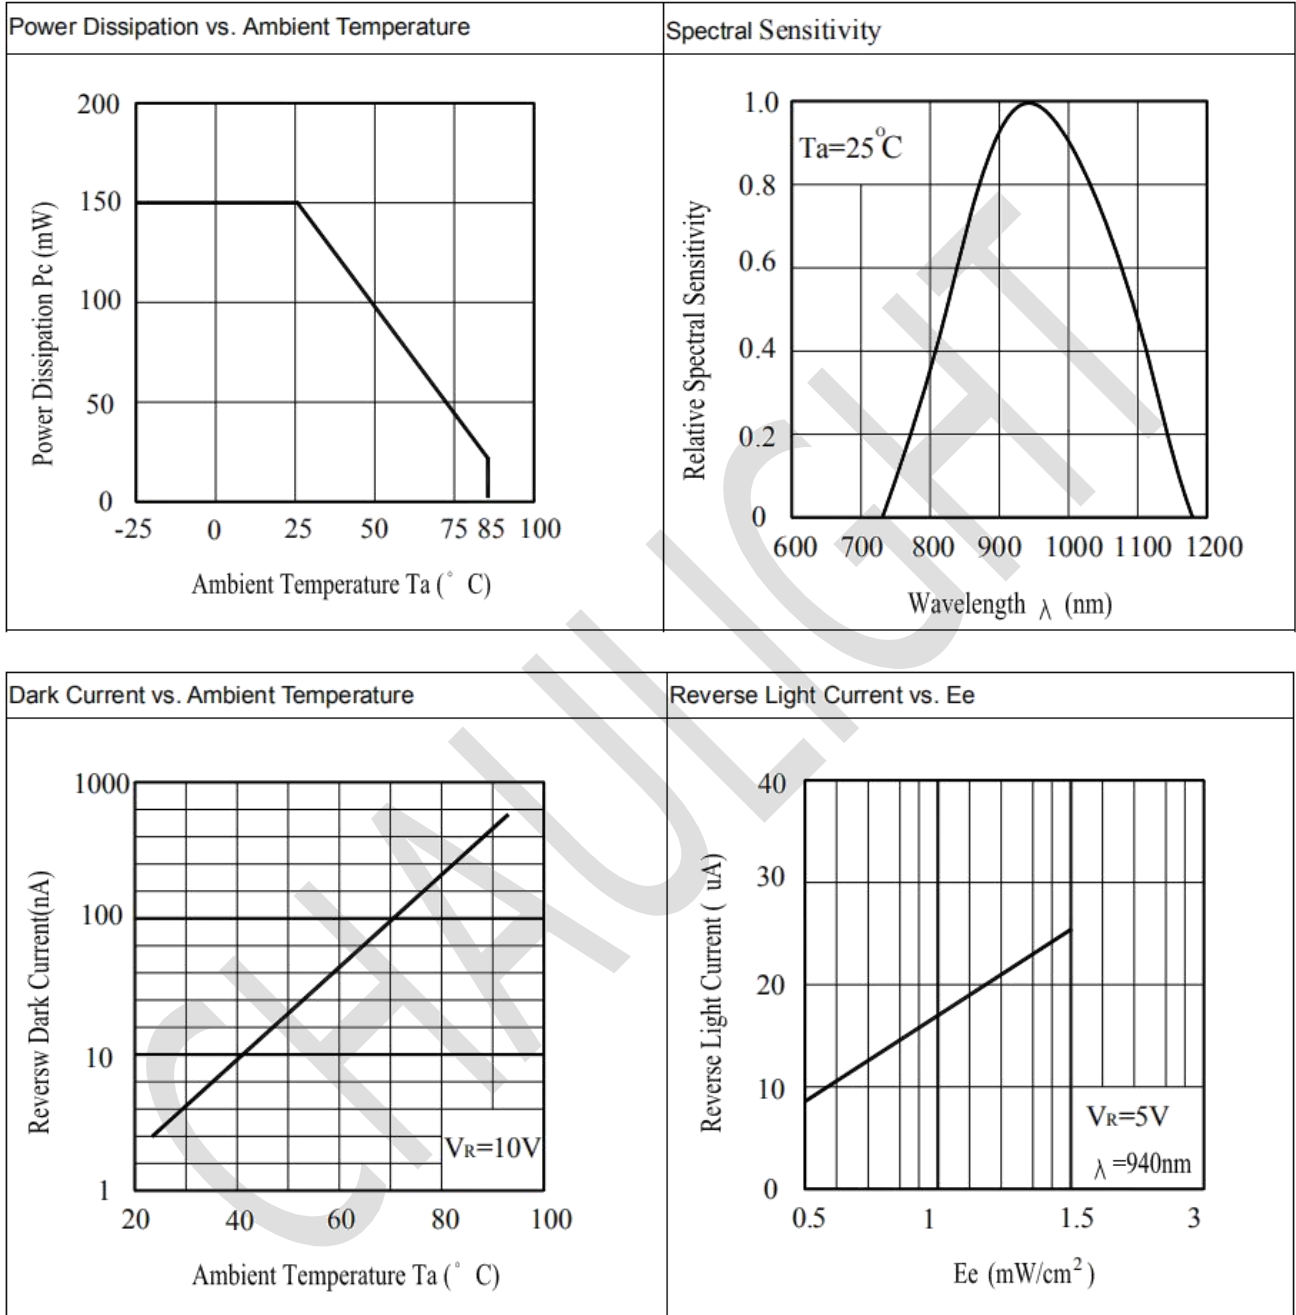 Power Dissipation vs. Ambient Temperature
200
150
100
50
0
-25 0 25 50 75 85 100
Power Dissipation Pc (mW)
Ambient Temperature Ta (° C)
Spectral Sensitivity
Ta=25°C
1.0
0.8
0.6
0.4
0.2
0
600 700 800 900 1000 1100 1200
Relative Spectral Sensitivity
Wavelength λ (nm)
Dark Current vs. Ambient Temperature
1000
100
10
1
20 40 60 80 100
VR=10V
Reversw Dark Current(nA)
Ambient Temperature Ta (° C)
Reverse Light Current vs. Ee
40
30
20
10
0
0.5 1 1.5 3
VR=5V
λ =940nm
Reverse Light Current ( uA)
Ee (mW/cm2)
CHAULIGHT